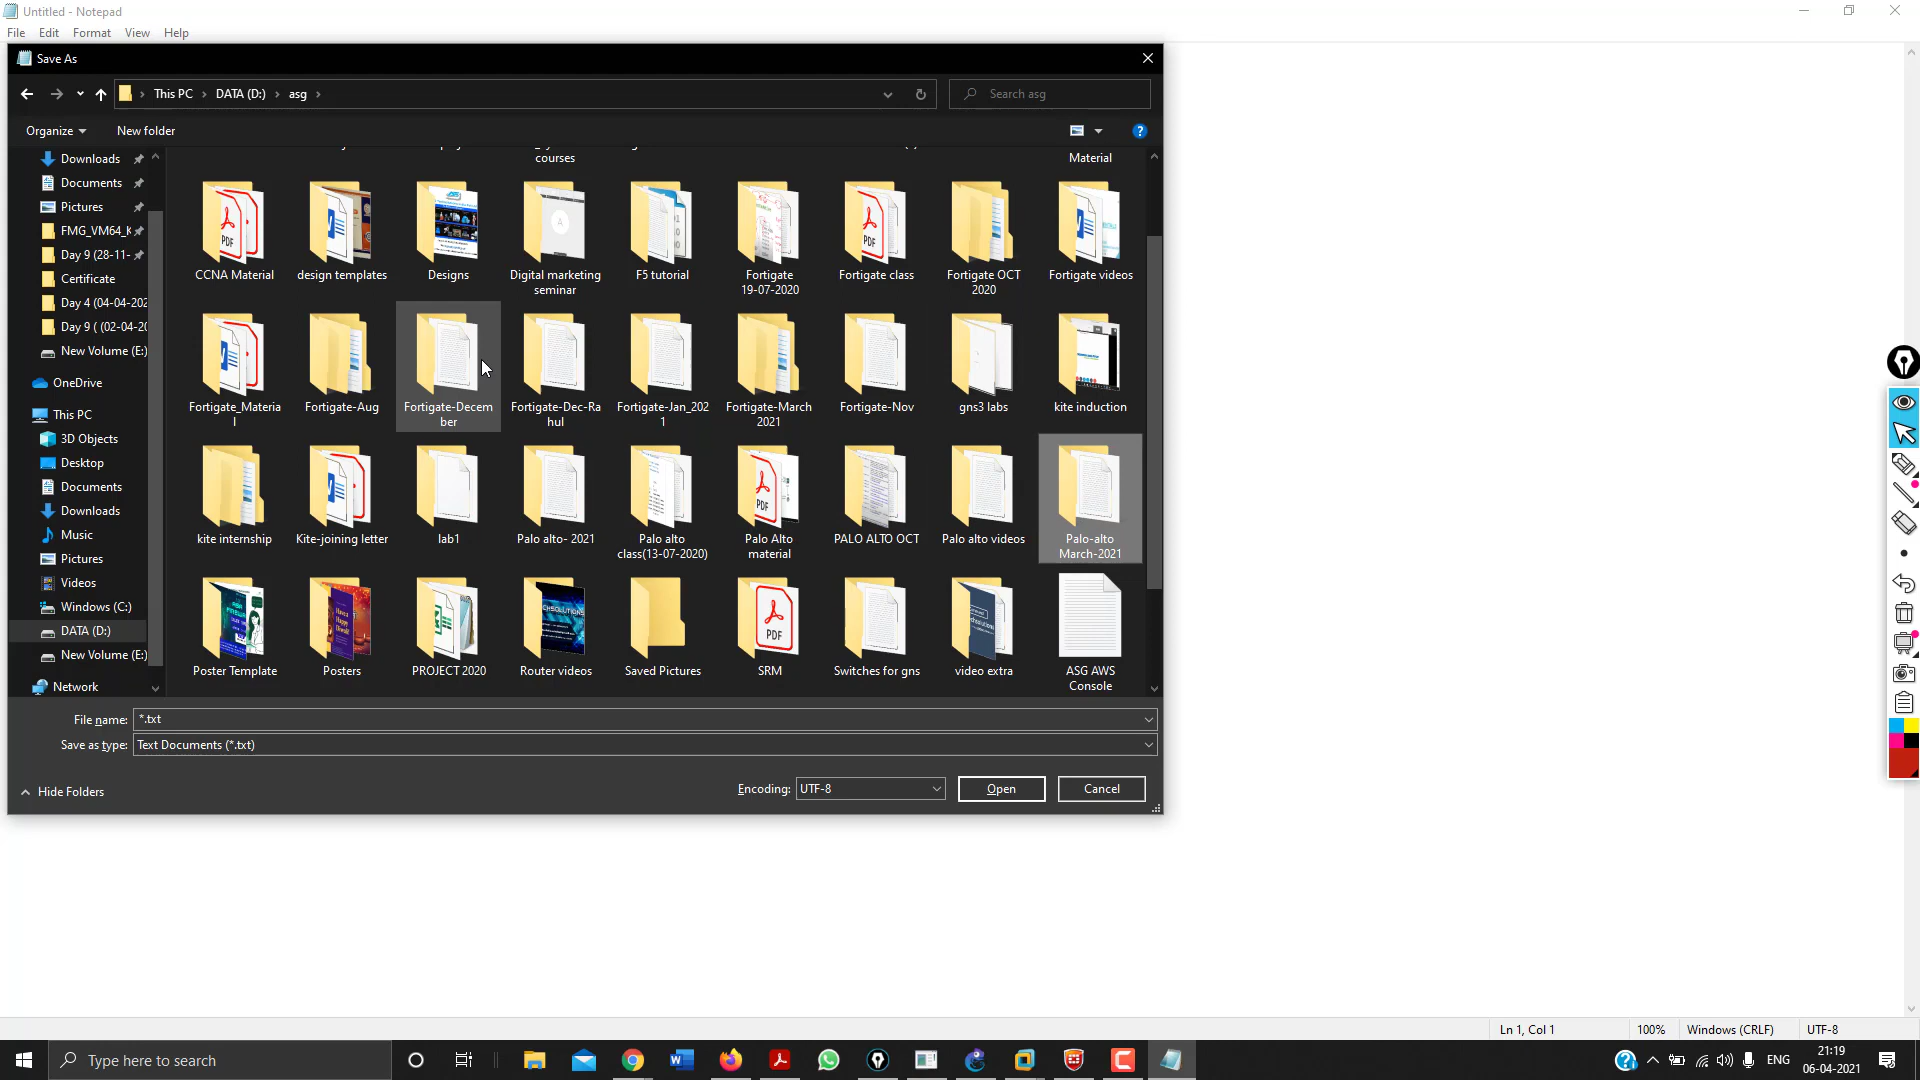 Untitled - Notepad
File Edit Format View Help
Save As
This PC > DATA (D:) > asg >
Search asg
Organize
New folder
courses
Material
Downloads
Documents
Pictures
FMG_VM64_K
Day 9 (28-11-
Certificate
Day 4 (04-04-202
Day 9 ( (02-04-20
New Volume (E:)
OneDrive
This PC
3D Objects
Desktop
Documents
Downloads
Music
Pictures
Videos
Windows (C:)
DATA (D:)
New Volume (E:)
Network
CCNA Material
design templates
Designs
Digital marketing
seminar
F5 tutorial
Fortigate
19-07-2020
Fortigate class
Fortigate OCT
2020
Fortigate videos
Fortigate_Materia
l
Fortigate-Aug
Fortigate-Decem
ber
Fortigate-Dec-Ra
hul
Fortigate-Jan_202
1
Fortigate-March
2021
Fortigate-Nov
gns3 labs
kite induction
kite internship
Kite-joining letter
lab1
Palo alto- 2021
Palo alto
class(13-07-2020)
Palo Alto
material
PALO ALTO OCT
Palo alto videos
Palo-alto
March-2021
Poster Template
Posters
PROJECT 2020
Router videos
Saved Pictures
SRM
Switches for gns
video extra
ASG AWS
Console
File name: *.txt
Save as type: Text Documents (*.txt)
Hide Folders
Encoding: UTF-8
Open
Cancel
Ln 1, Col 1
100%
Windows (CRLF)
UTF-8
Type here to search
ENG
21:19
06-04-2021